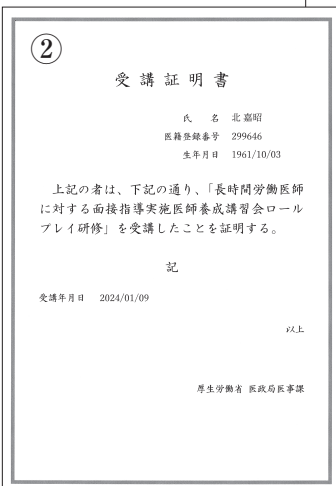 ②
受講証明書
氏　名　北 嘉昭
医籍登録番号　299646
生年月日　1961/10/03
上記の者は、下記の通り、「長時間労働医師
に対する面接指導実施医師養成講習会ロール
プレイ研修」を受講したことを証明する。
記
受講年月日　2024/01/09
以上
厚生労働省 医政局医事課